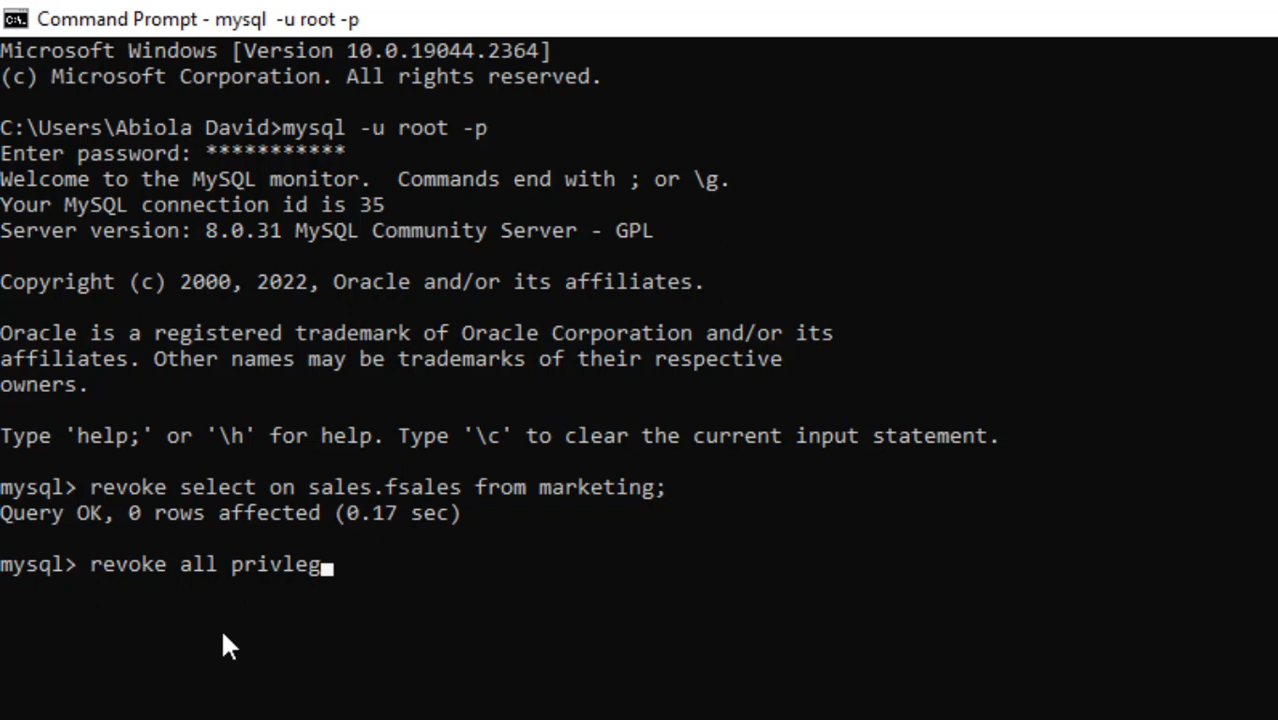 Command Prompt - mysql  -u root -p
Microsoft Windows [Version 10.0.19044.2364]
(c) Microsoft Corporation. All rights reserved.
C:\Users\Abiola David>mysql -u root -p
Enter password: ***********
Welcome to the MySQL monitor.  Commands end with ; or \g.
Your MySQL connection id is 35
Server version: 8.0.31 MySQL Community Server - GPL
Copyright (c) 2000, 2022, Oracle and/or its affiliates.
Oracle is a registered trademark of Oracle Corporation and/or its
affiliates. Other names may be trademarks of their respective
owners.
Type 'help;' or '\h' for help. Type '\c' to clear the current input statement.
mysql> revoke select on sales.fsales from marketing;
Query OK, 0 rows affected (0.17 sec)
mysql> revoke all privleg